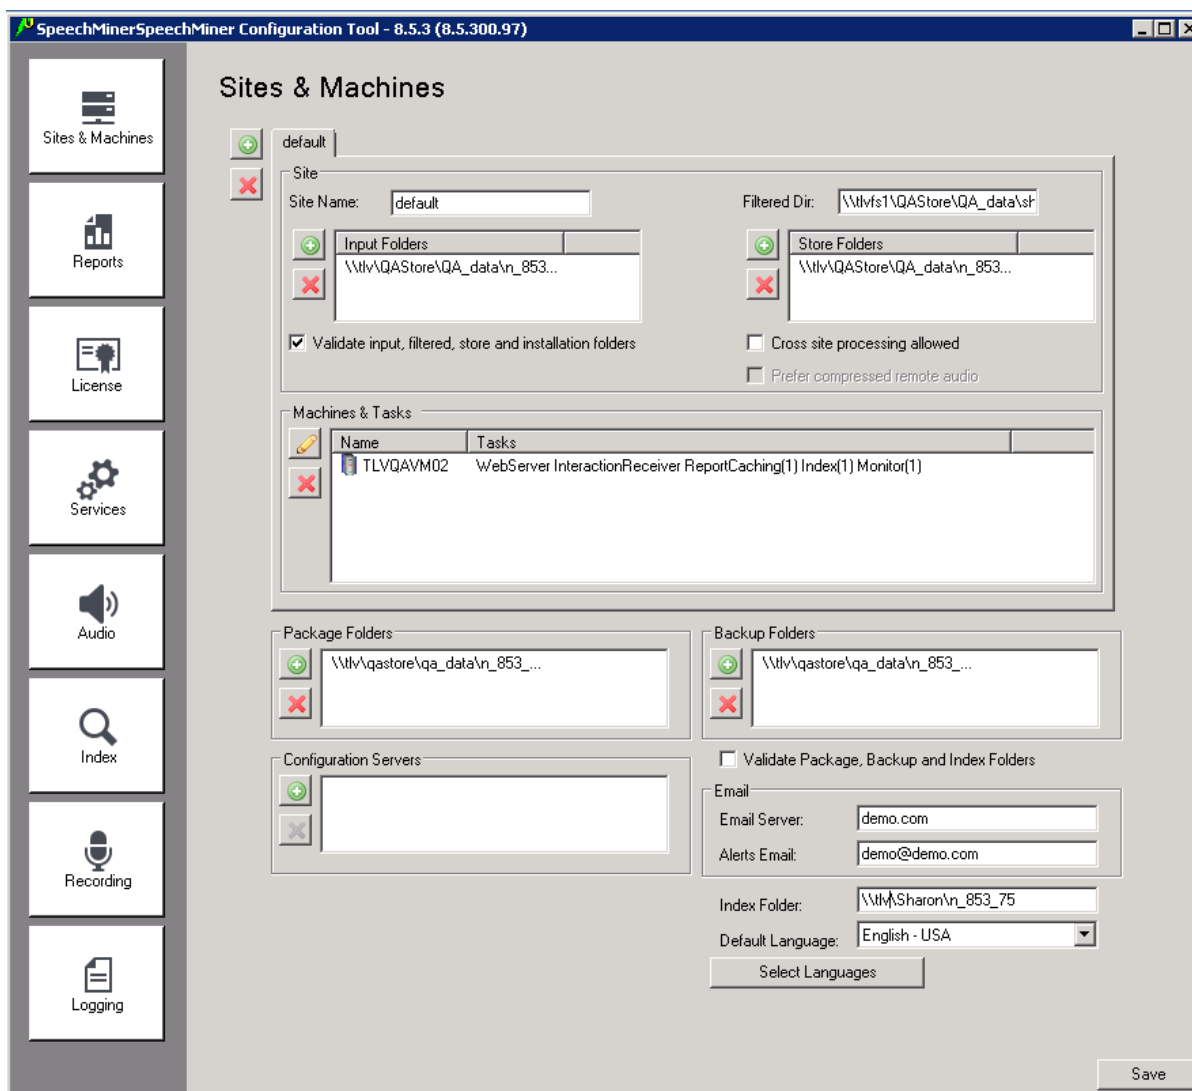 SpeechMinerSpeechMiner Configuration Tool - 8.5.3 (8.5.300.97)
Sites & Machines
Reports
License
Services
Audio
Index
Recording
Logging
Sites & Machines
default
Site
Site Name: default
Filtered Dir: \\tlvfs1\QAStore\QA_data\sh
Input Folders
\\tlv\QAStore\QA_data\n_853...
Store Folders
\\tlv\QAStore\QA_data\n_853...
Validate input, filtered, store and installation folders
Cross site processing allowed
Prefer compressed remote audio
Machines & Tasks
Name Tasks
TLVQAVM02 WebServer InteractionReceiver ReportCaching(1) Index(1) Monitor(1)
Package Folders
\\tlv\qastore\qa_data\n_853_...
Backup Folders
\\tlv\qastore\qa_data\n_853_...
Configuration Servers
Validate Package, Backup and Index Folders
Email
Email Server: demo.com
Alerts Email: demo@demo.com
Index Folder: \\tlv\Sharon\n_853_75
Default Language: English - USA
Select Languages
Save